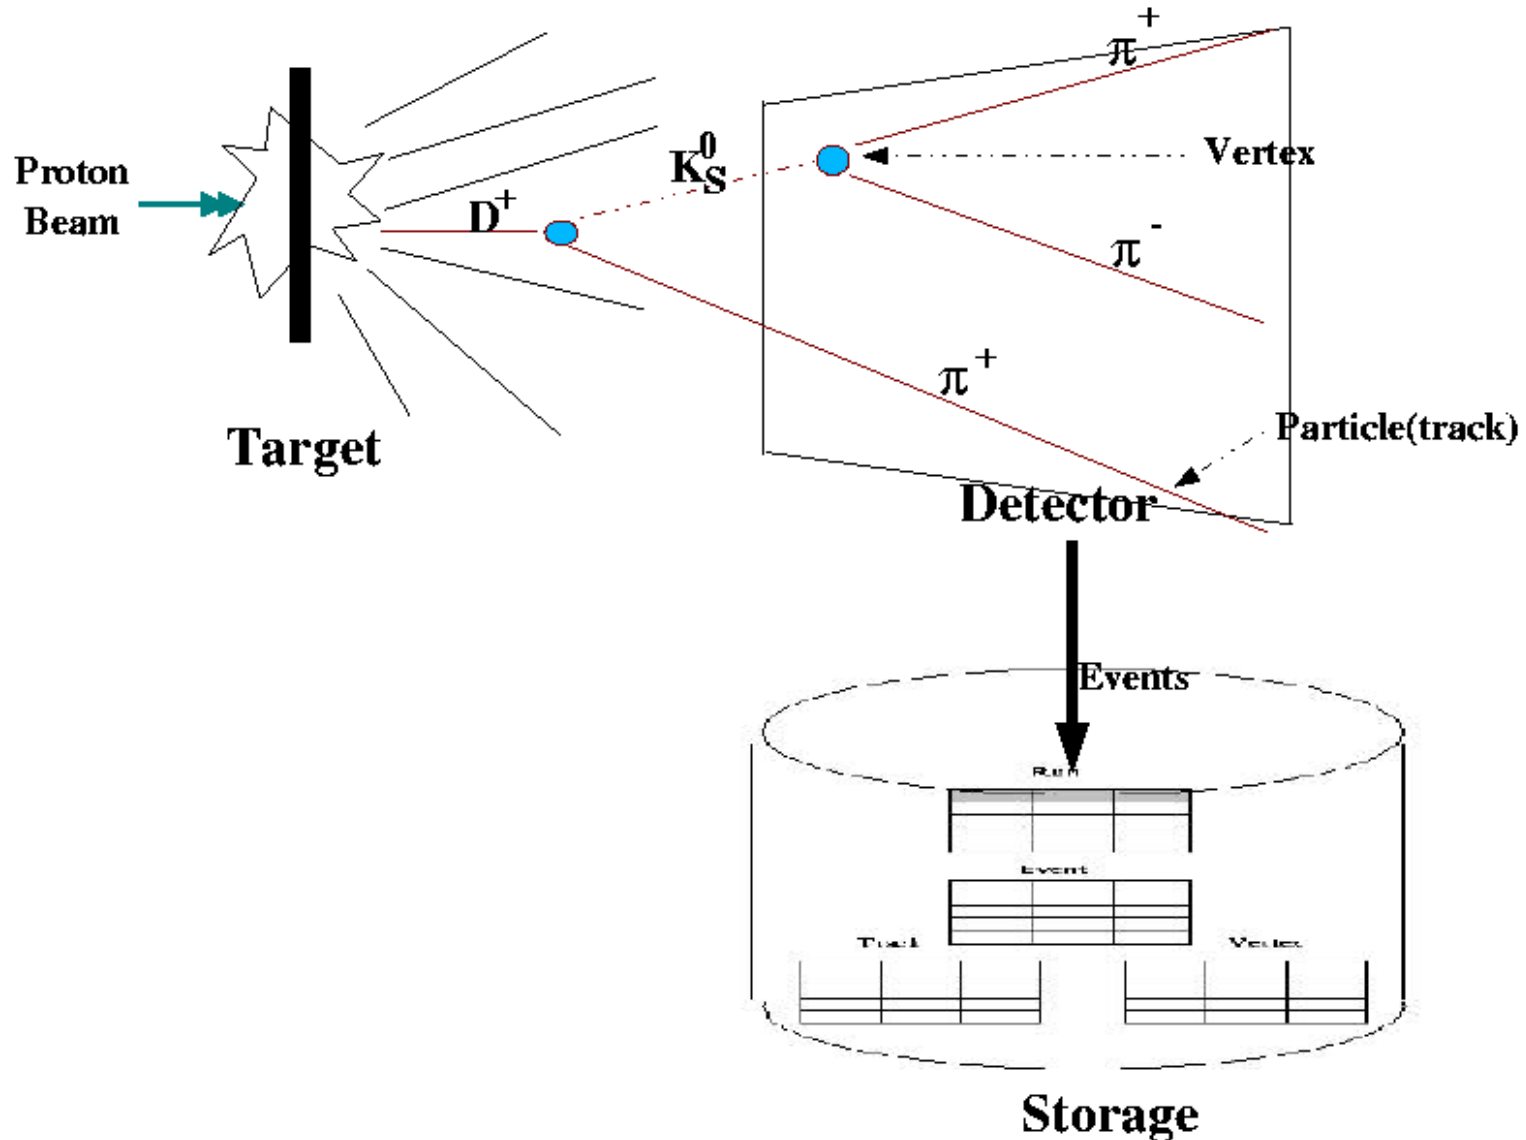 π+
Proton
Beam
Vertex
K0S
D+
π-
π+
Target
Particle(track)
Detector
Events
Run
Event
Track
Vertex
Storage